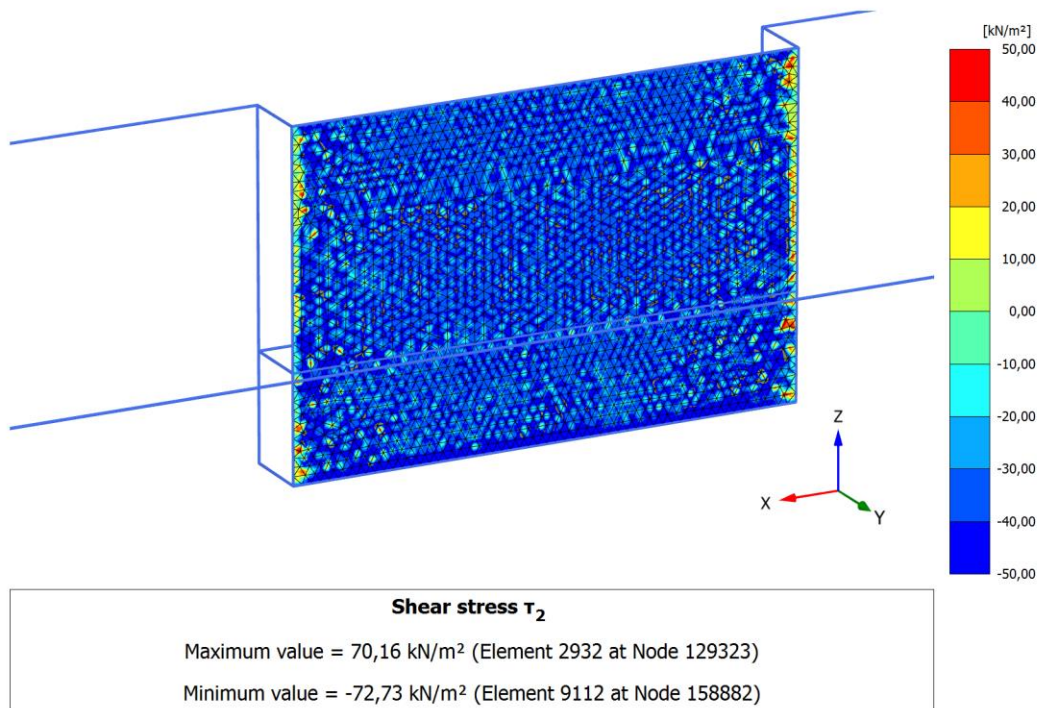 [kN/m²]
50,00
40,00
30,00
20,00
10,00
0,00
-10,00
-20,00
-30,00
-40,00
-50,00
Z
X
Y
Shear stress τ₂
Maximum value = 70,16 kN/m² (Element 2932 at Node 129323)
Minimum value = -72,73 kN/m² (Element 9112 at Node 158882)